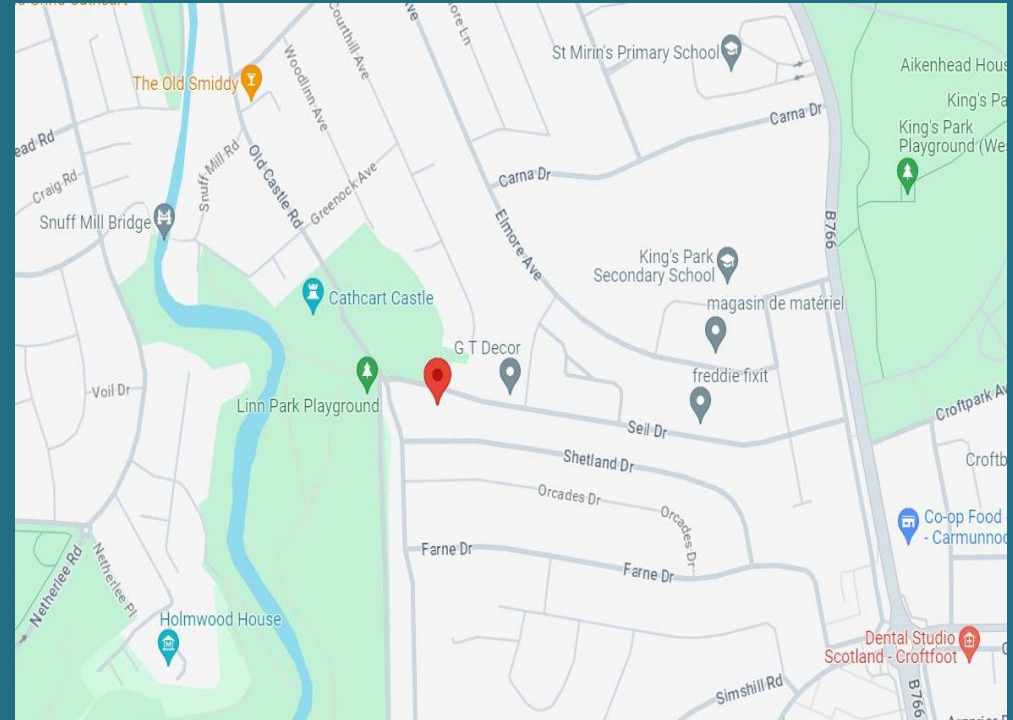 St Mirin's Primary School
The Old Smiddy
Woodlinn Ave
Courthill Ave
Aikenhead Hous
King's Pa
King's Park
Playground (We
Carna Dr
ead Rd
Craig Rd
Snuff Mill Rd
Old Castle Rd
Greenock Ave
Carna Dr
Snuff Mill Bridge
Elmore Ave
B766
King's Park
Secondary School
Cathcart Castle
magasin de matériel
G T Decor
freddie fixit
Voil Dr
Linn Park Playground
Croftpark Av
Seil Dr
Shetland Dr
Croftb
Orcades Dr
Orcades Dr
Co-op Food -
- Carmunnoc
Netherlee Rd
Netherlee Pl
Farne Dr
Farne Dr
Holmwood House
Dental Studio
Scotland - Croftfoot
Simshill Rd
B766